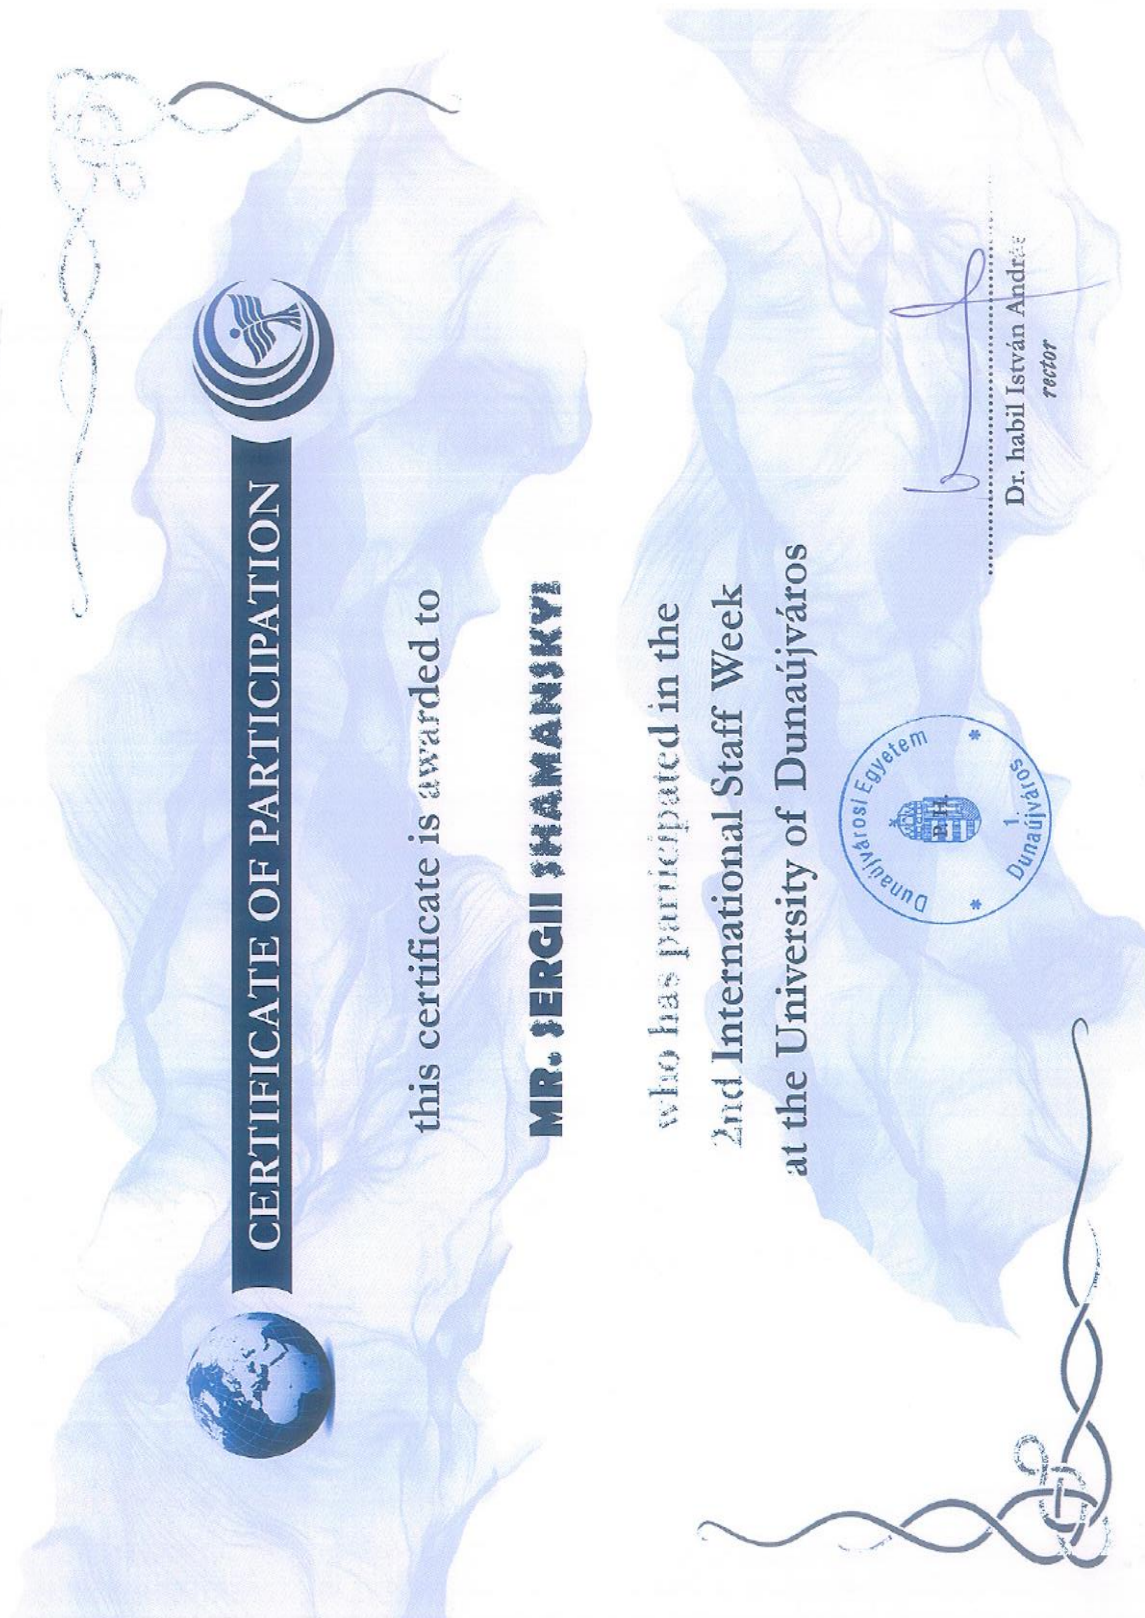 CERTIFICATE OF PARTICIPATION
this certificate is awarded to
MR. SERGII SHAMANSKYI
who has participated in the
2nd International Staff Week
at the University of Dunaújváros
Dunaújvárosi Egyetem
P. H.
1.
* Dunaújváros *
Dr. habil István András
rector